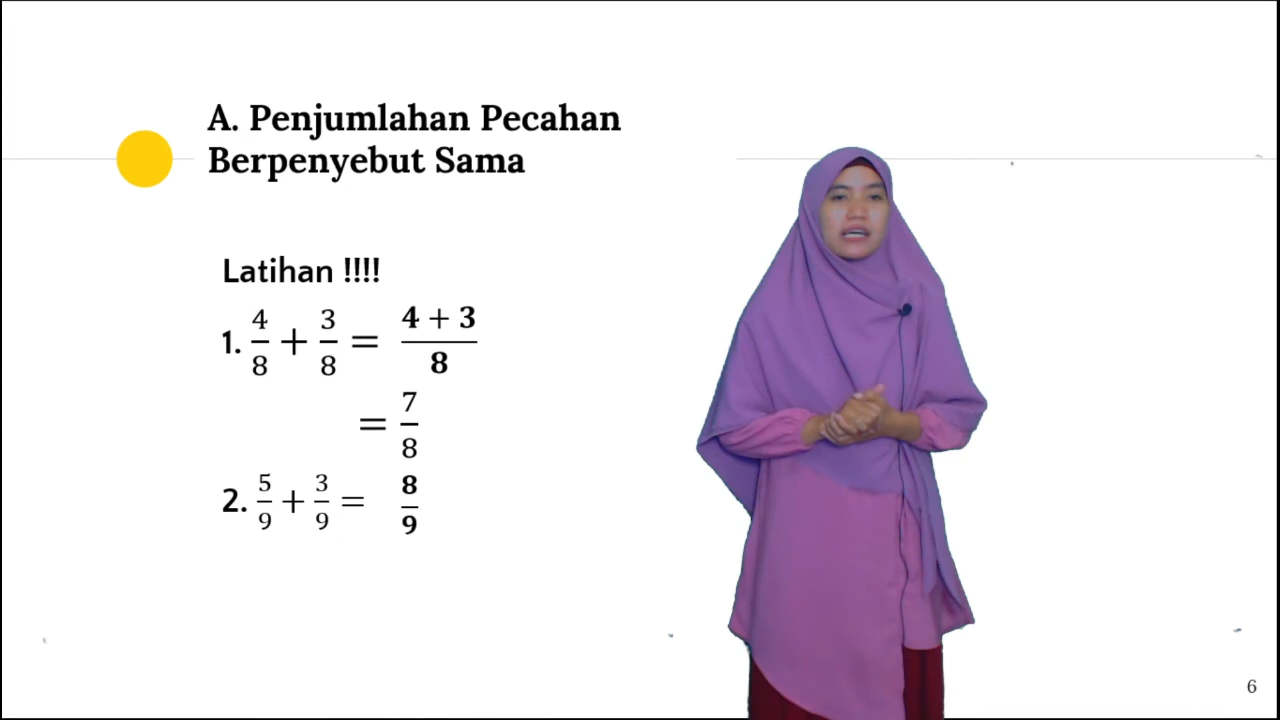 A. Penjumlahan Pecahan
Berpenyebut Sama
Latihan !!!!
1. 4/8 + 3/8 = (4 + 3)/8
= 7/8
2. 5/9 + 3/9 = 8/9
6